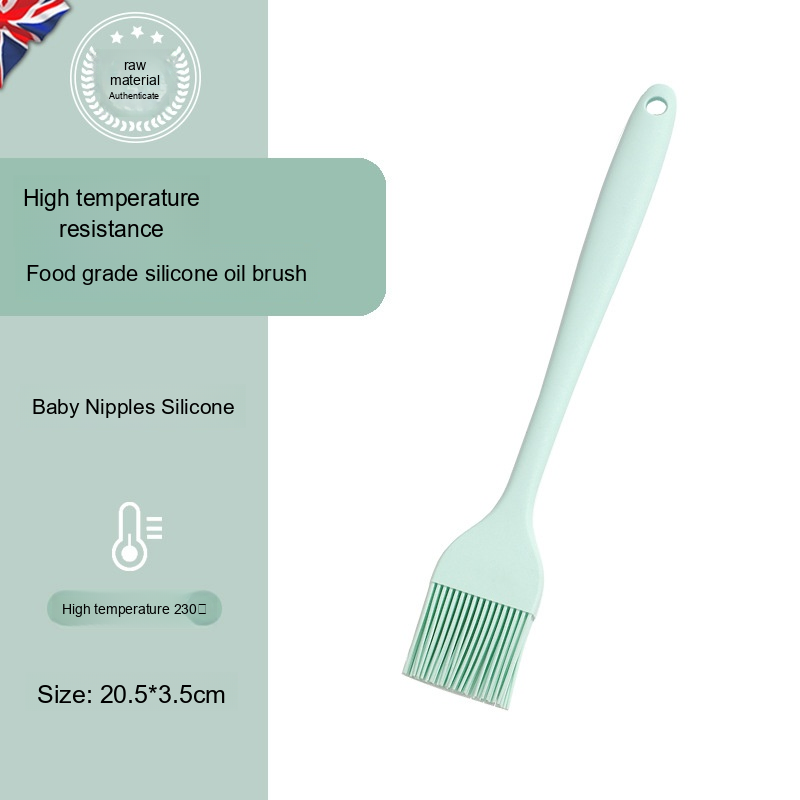 raw
material
Authenticate
High temperature
resistance
Food grade silicone oil brush
Baby Nipples Silicone
High temperature 230□
Size: 20.5*3.5cm